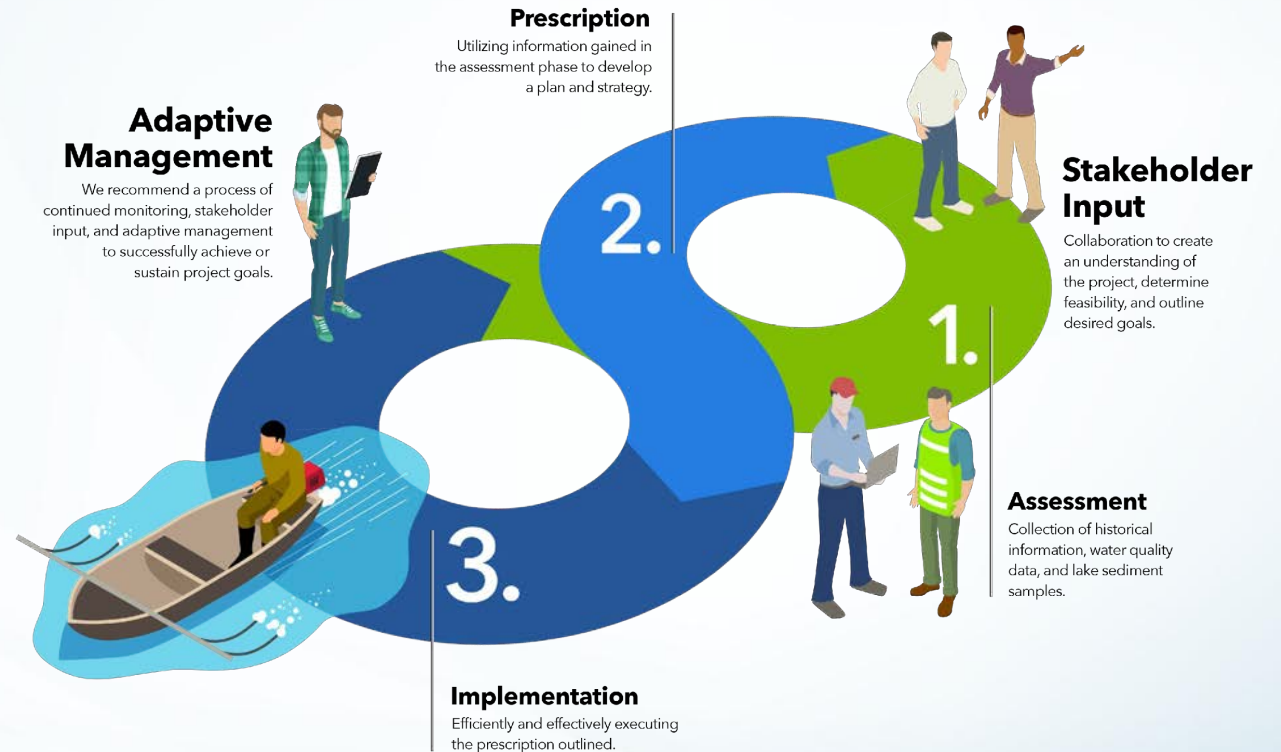 Prescription
Utilizing information gained in
the assessment phase to develop
a plan and strategy.
Adaptive
Management
We recommend a process of
continued monitoring, stakeholder
input, and adaptive management
to successfully achieve or
sustain project goals.
Stakeholder
Input
Collaboration to create
an understanding of
the project, determine
feasibility, and outline
desired goals.
2.
1.
Assessment
Collection of historical
information, water quality
data, and lake sediment
samples.
3.
Implementation
Efficiently and effectively executing
the prescription outlined.